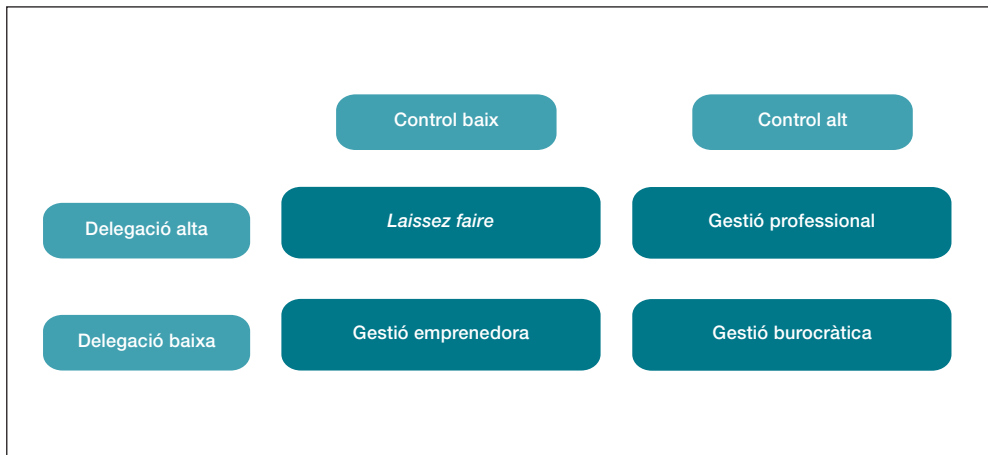 Control baix
Control alt
Delegació alta
Laissez faire
Gestió professional
Delegació baixa
Gestió emprenedora
Gestió burocràtica